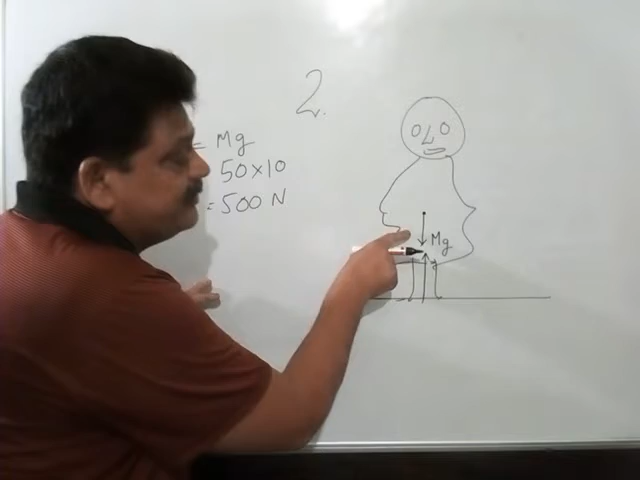 2.
= Mg
50×10
= 500 N
Mg